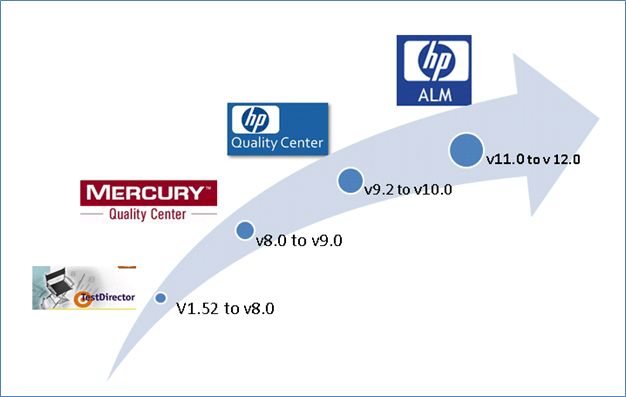 hp
ALM
hp
Quality Center
v11.0 to v 12.0
MERCURY™
Quality Center
v9.2 to v10.0
v8.0 to v9.0
TestDirector
V1.52 to v8.0